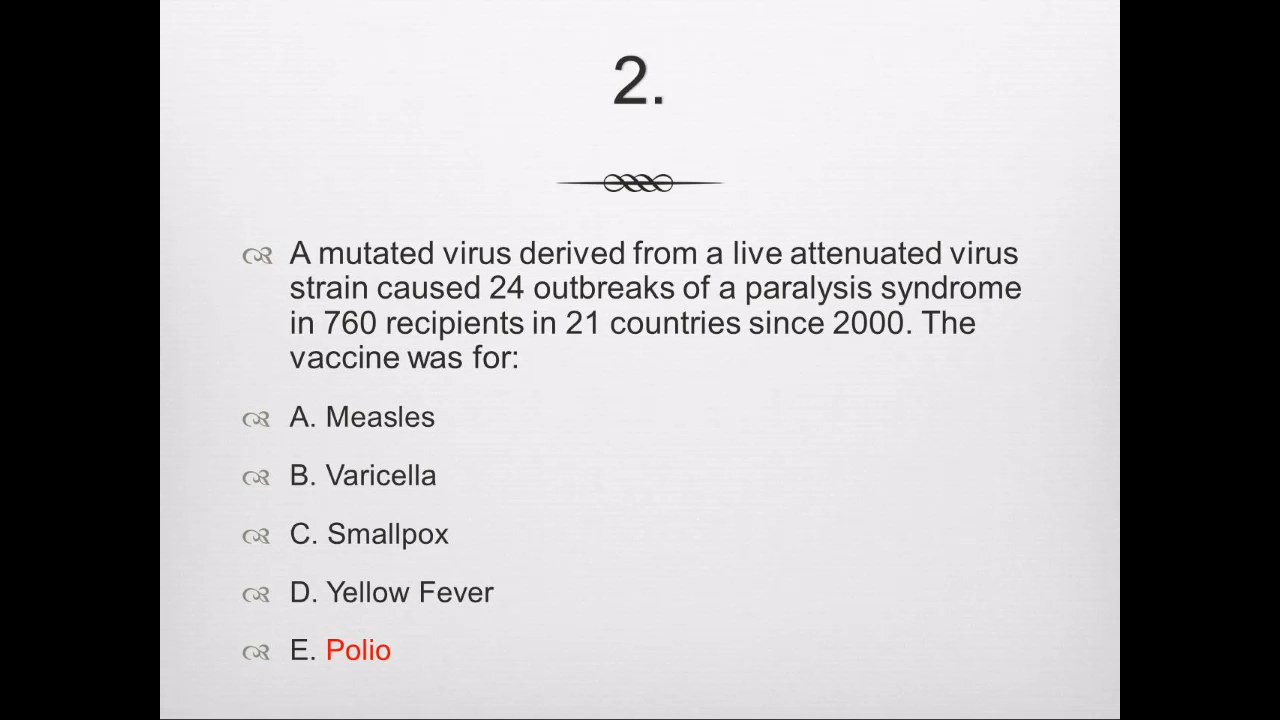 2.
A mutated virus derived from a live attenuated virus
strain caused 24 outbreaks of a paralysis syndrome
in 760 recipients in 21 countries since 2000. The
vaccine was for:
A. Measles
B. Varicella
C. Smallpox
D. Yellow Fever
E. Polio